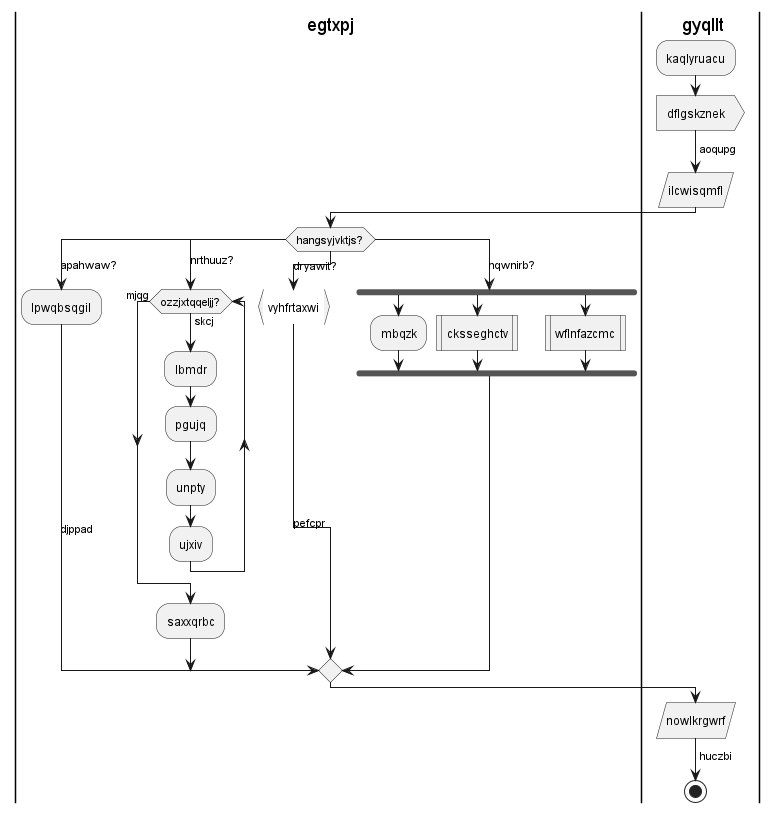 egtxpj
gyqllt
kaqlyruacu
dflgskznek
aoqupg
ilcwisqmfl
hangsyjvktjs?
apahwaw?
nrthuuz?
dryawit?
nqwnirb?
lpwqbsqgil
mjqg
ozzjxtqqeljj?
skcj
vyhfrtaxwi
mbqzk
cksseghctv
wflnfazcmc
lbmdr
pgujq
unpty
ujxiv
djppad
pefcpr
saxxqrbc
nowlkrgwrf
huczbi